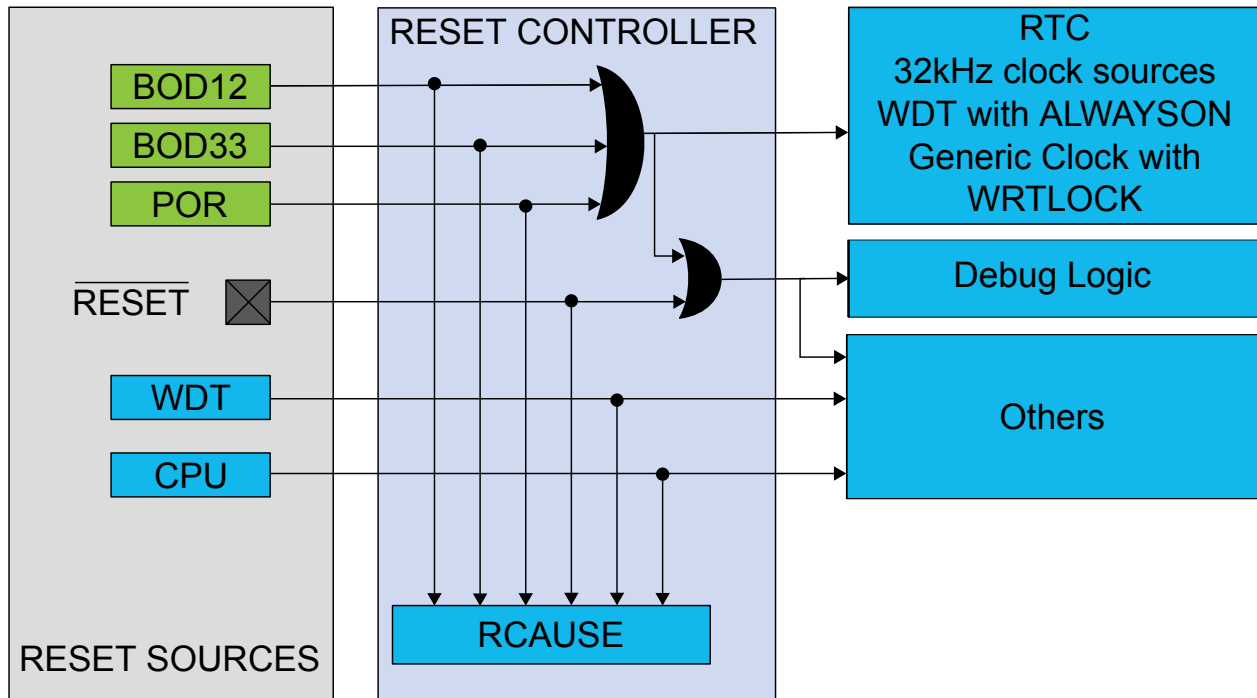 RESET CONTROLLER
BOD12
BOD33
POR
RESET
WDT
CPU
RESET SOURCES
RCAUSE
RTC
32kHz clock sources
WDT with ALWAYSON
Generic Clock with
WRTLOCK
Debug Logic
Others